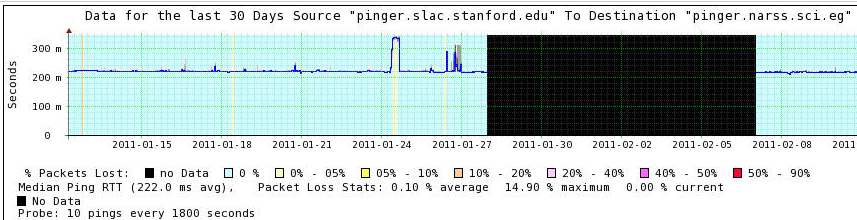 Data for the last 30 Days Source "pinger.slac.stanford.edu" To Destination "pinger.narss.sci.eg"
300 m
200 m
100 m
0
Seconds
2011-01-15 2011-01-18 2011-01-21 2011-01-24 2011-01-27 2011-01-30 2011-02-02 2011-02-05 2011-02-08 2011
% Packets Lost: no Data 0 % 0% - 05% 05% - 10% 10% - 20% 20% - 40% 40% - 50% 50% - 90%
Median Ping RTT (222.0 ms avg), Packet Loss Stats: 0.10 % average 14.90 % maximum 0.00 % current
No Data
Probe: 10 pings every 1800 seconds